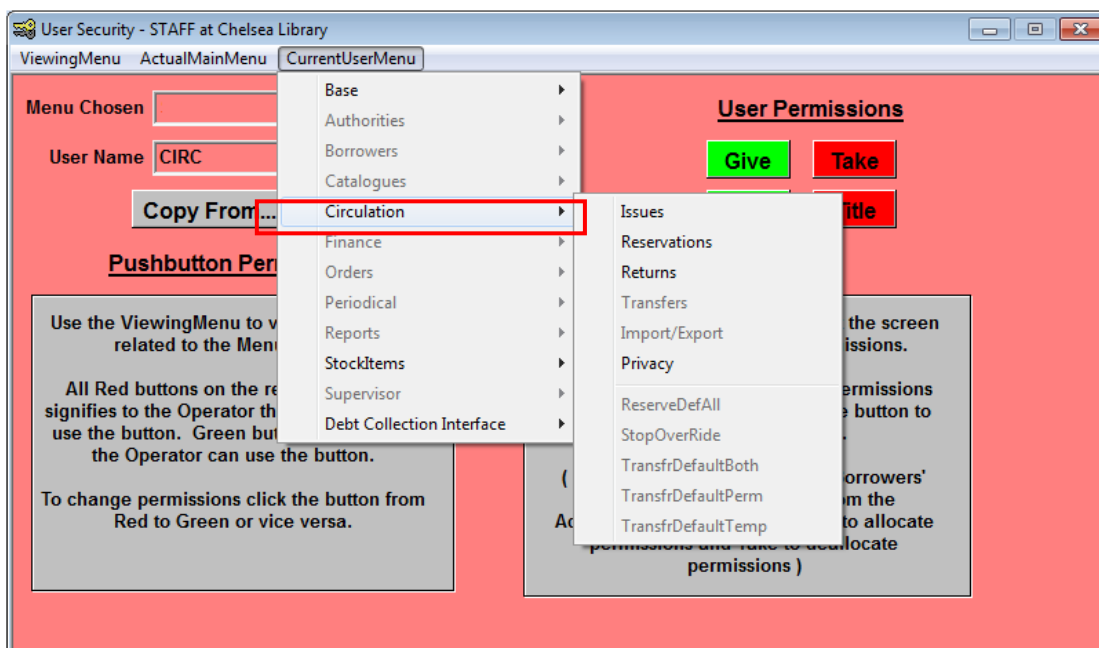 User Security - STAFF at Chelsea Library
ViewingMenu ActualMainMenu CurrentUserMenu
Menu Chosen
User Name CIRC
Copy From...
Pushbutton Per
Use the ViewingMenu to v
related to the Men
All Red buttons on the re
signifies to the Operator th
use the button. Green but
the Operator can use the button.
To change permissions click the button from
Red to Green or vice versa.
Base
Authorities
Borrowers
Catalogues
Circulation
Finance
Orders
Periodical
Reports
StockItems
Supervisor
Debt Collection Interface
Issues
Reservations
Returns
Transfers
Import/Export
Privacy
ReserveDefAll
StopOverRide
TransfrDefaultBoth
TransfrDefaultPerm
TransfrDefaultTemp
User Permissions
Give Take
Title
the screen
issions.
ermissions
button to
.
( orrowers'
m the
Ac to allocate
permissions and Take to deallocate
permissions )